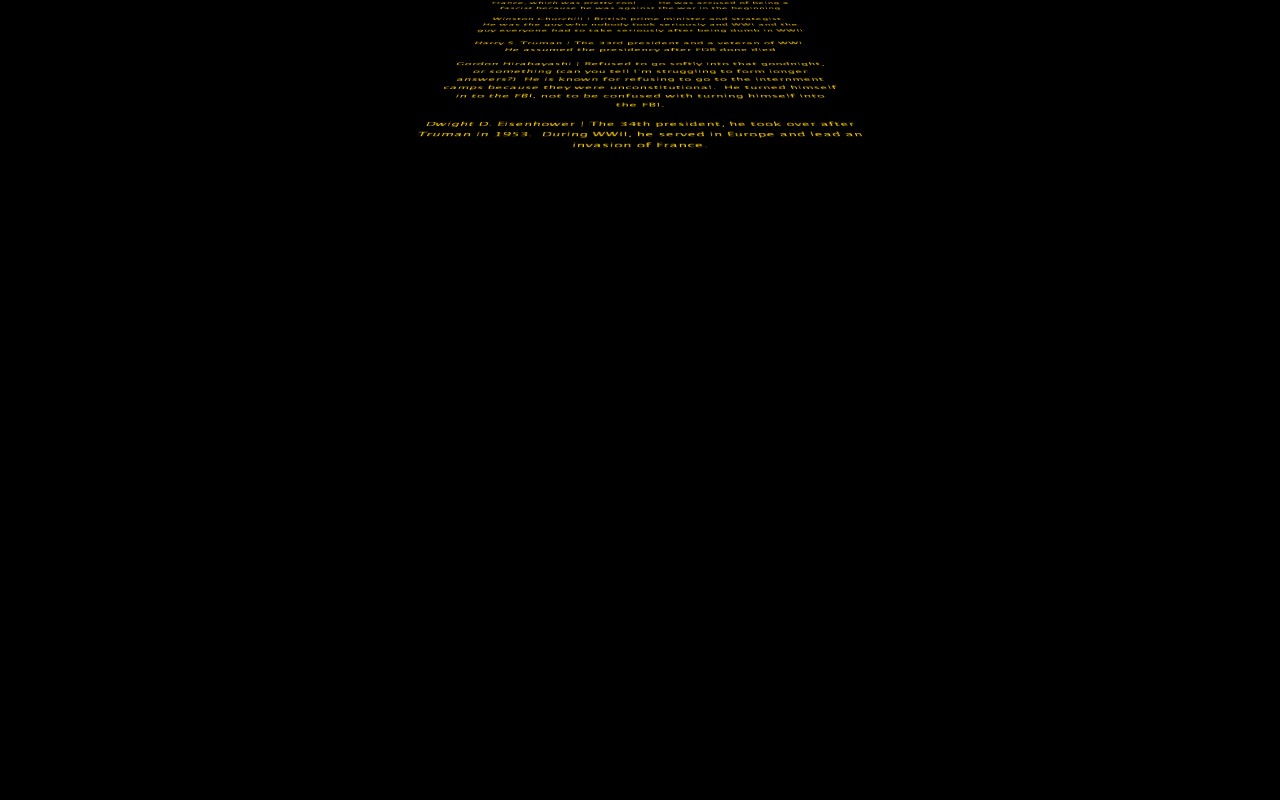 France, which was pretty cool He was accused of being a
fascist because he was against the war in the beginning
Winston Churchill | British prime minister and strategist
He was the guy who nobody took seriously and WWI and the
guy everyone had to take seriously after being dumb in WWII
Harry S. Truman | The 33rd president and a veteran of WWI
He assumed the presidency after FDR done died
Gordon Hirabayashi | Refused to go softly into that goodnight,
or something (can you tell I'm struggling to form longer
answers?) He is known for refusing to go to the internment
camps because they were unconstitutional. He turned himself
in to the FBI, not to be confused with turning himself into
the FBI.
Dwight D. Eisenhower | The 34th president, he took over after
Truman in 1953. During WWII, he served in Europe and lead an
invasion of France.